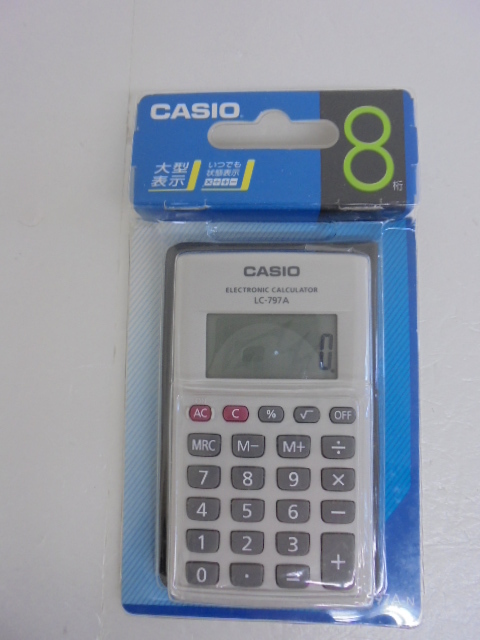 CASIO
8
桁
大型
表示
いつでも
状態表示
CASIO
ELECTRONIC CALCULATOR
LC-797A
0.
AC C % √ OFF
MRC M− M+ ÷
7 8 9 ×
4 5 6 −
1 2 3 +
0 · =
97A-N